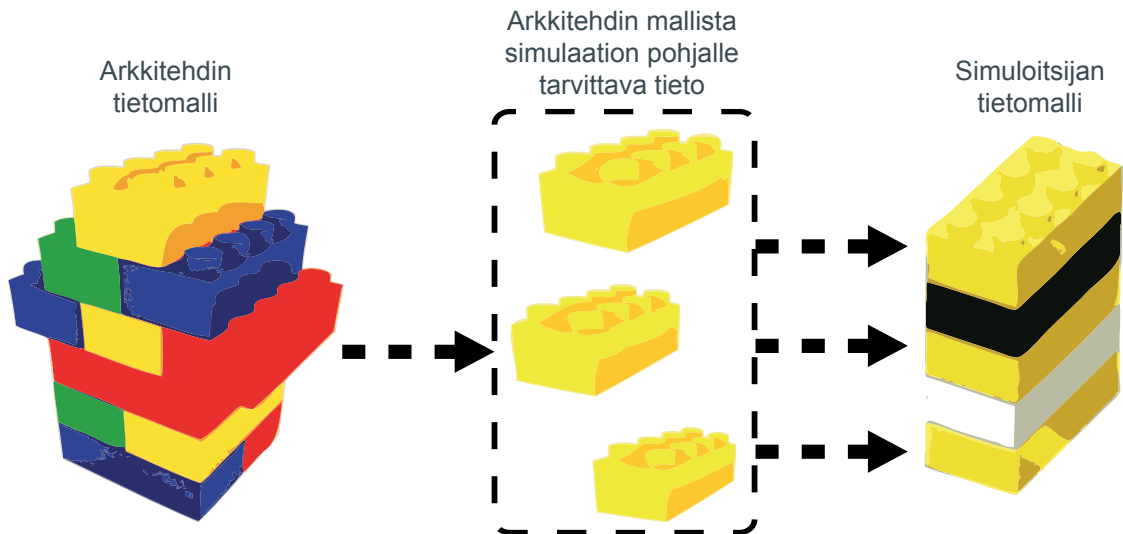 Arkkitehdin
tietomalli
Arkkitehdin mallista
simulaation pohjalle
tarvittava tieto
Simuloitsijan
tietomalli